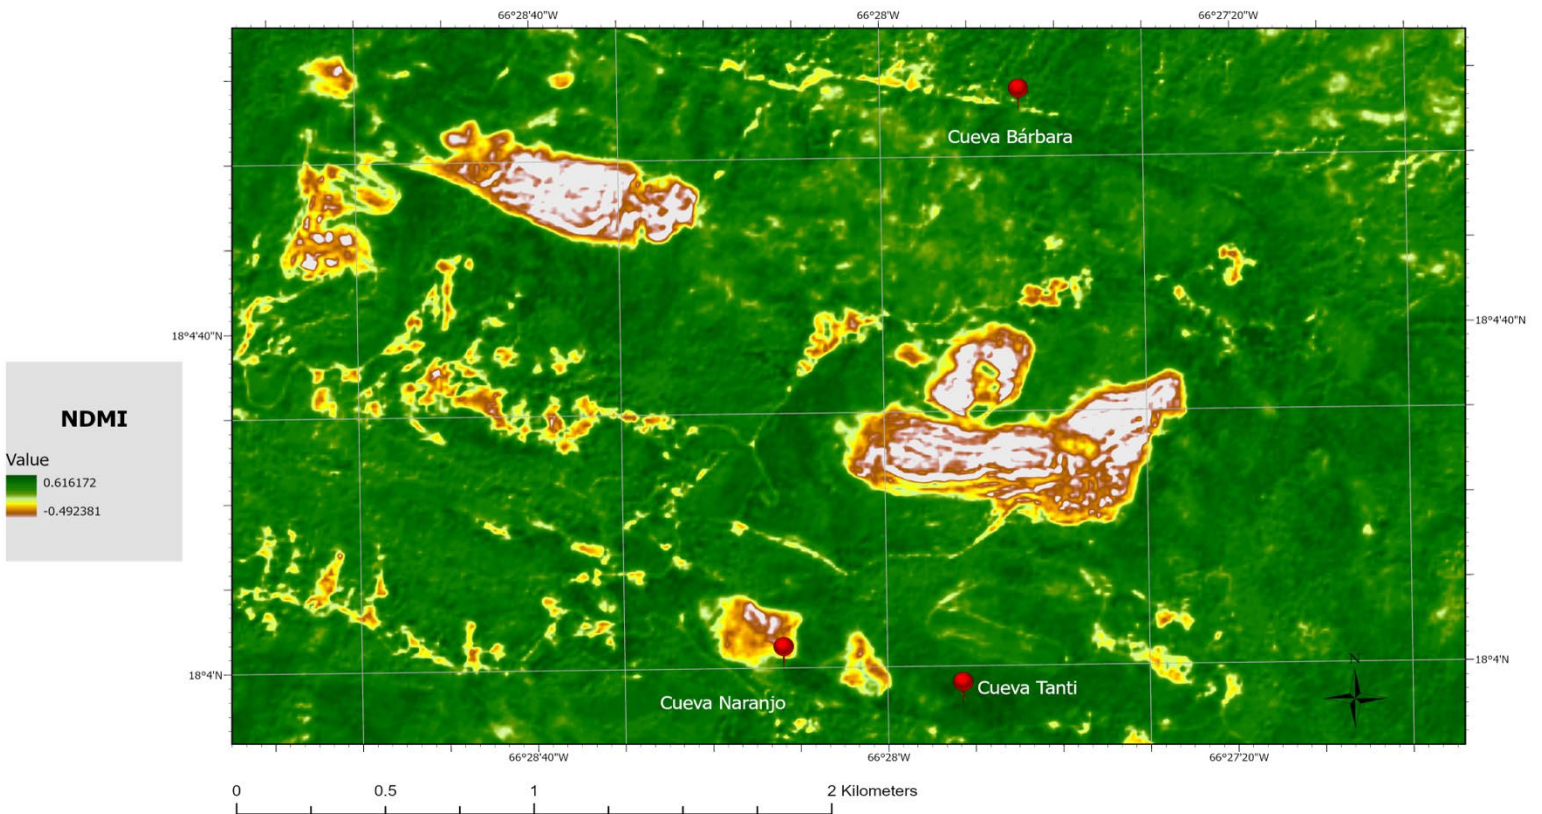 66°28'40"W 66°28'W 66°27'20"W
Cueva Bárbara
18°4'40"N 18°4'40"N
NDMI
Value
0.616172
-0.492381
18°4'N 18°4'N
N
Cueva Tanti
Cueva Naranjo
66°28'40"W 66°28'W 66°27'20"W
0 0.5 1 2 Kilometers